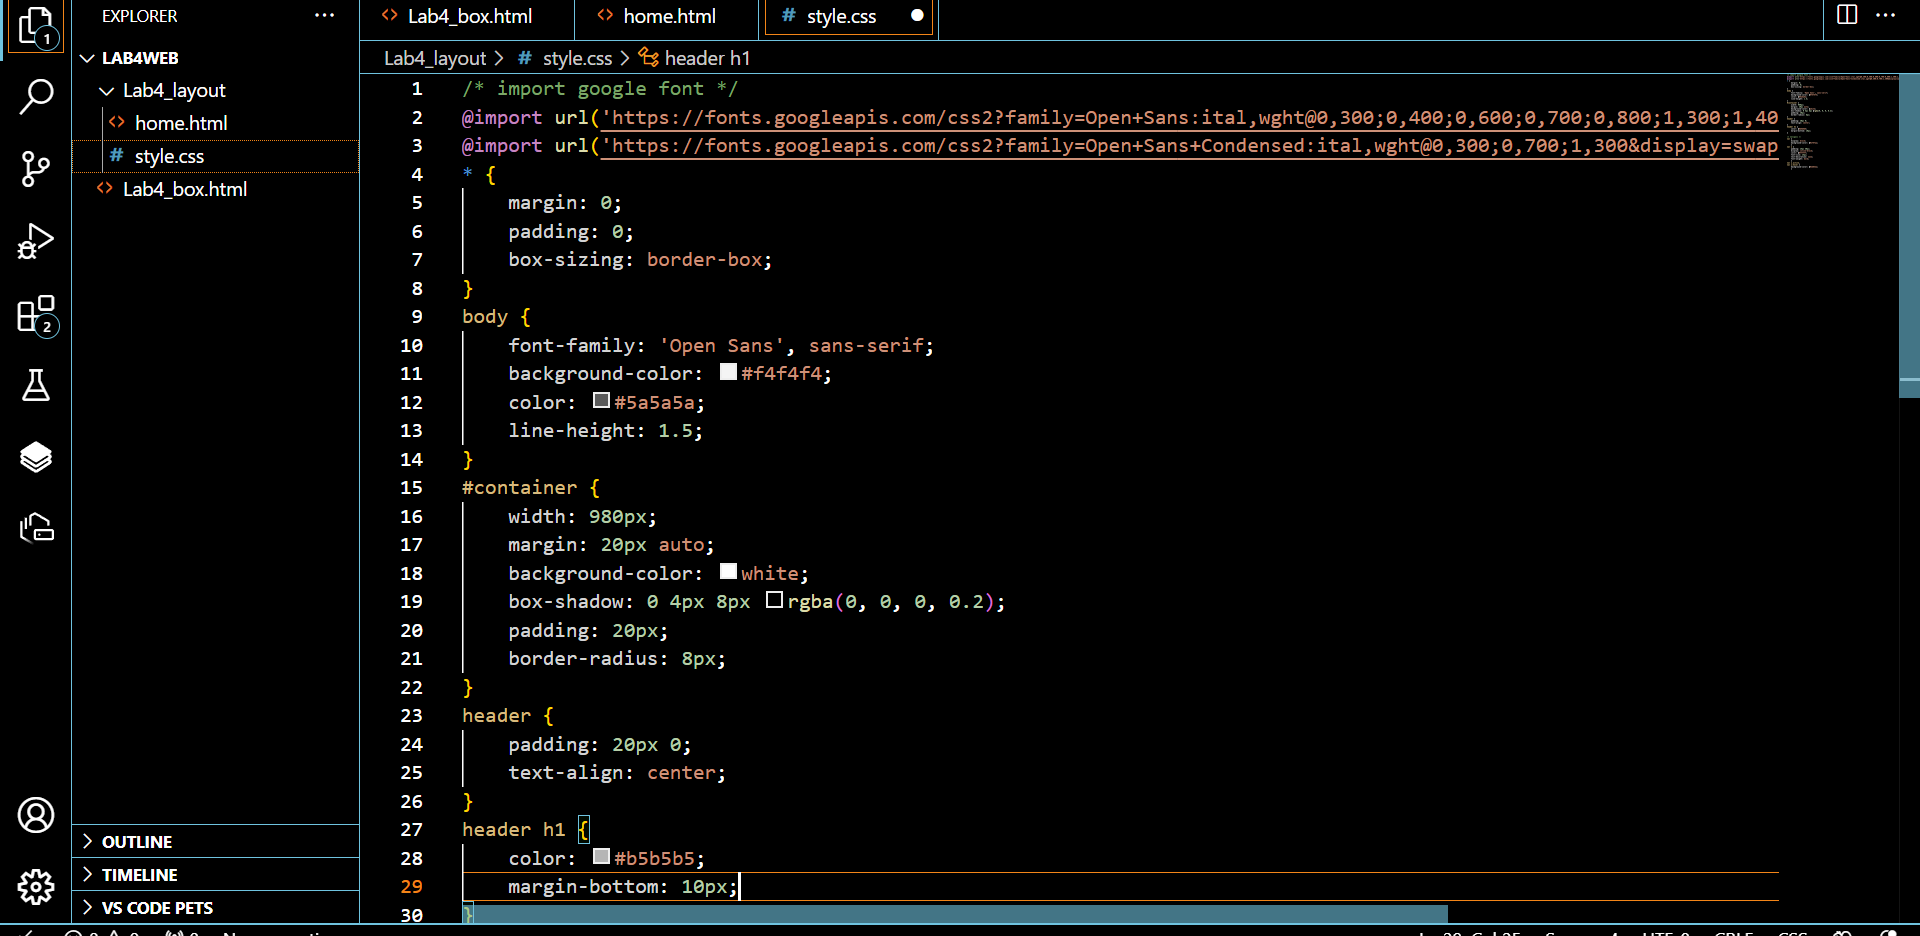 EXPLORER
LAB4WEB
Lab4_layout
home.html
style.css
Lab4_box.html
OUTLINE
TIMELINE
VS CODE PETS
1
2
Lab4_box.html
home.html
# style.css
Lab4_layout > # style.css > header h1
1 /* import google font */
2 @import url('https://fonts.googleapis.com/css2?family=Open+Sans:ital,wght@0,300;0,400;0,600;0,700;0,800;1,300;1,40
3 @import url('https://fonts.googleapis.com/css2?family=Open+Sans+Condensed:ital,wght@0,300;0,700;1,300&display=swap
4 * {
5 margin: 0;
6 padding: 0;
7 box-sizing: border-box;
8 }
9 body {
10 font-family: 'Open Sans', sans-serif;
11 background-color: #f4f4f4;
12 color: #5a5a5a;
13 line-height: 1.5;
14 }
15 #container {
16 width: 980px;
17 margin: 20px auto;
18 background-color: white;
19 box-shadow: 0 4px 8px rgba(0, 0, 0, 0.2);
20 padding: 20px;
21 border-radius: 8px;
22 }
23 header {
24 padding: 20px 0;
25 text-align: center;
26 }
27 header h1 {
28 color: #b5b5b5;
29 margin-bottom: 10px;
30 }